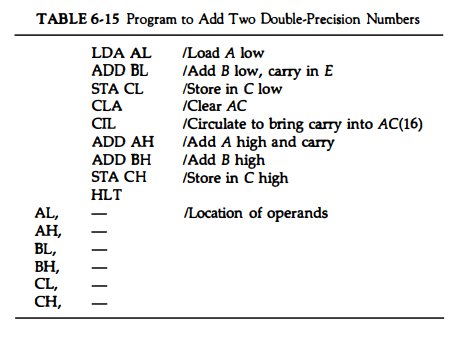 TABLE 6-15 Program to Add Two Double-Precision Numbers
LDA AL /Load A low
ADD BL /Add B low, carry in E
STA CL /Store in C low
CLA /Clear AC
CIL /Circulate to bring carry into AC(16)
ADD AH /Add A high and carry
ADD BH /Add B high
STA CH /Store in C high
HLT
AL, — /Location of operands
AH, —
BL, —
BH, —
CL, —
CH, —